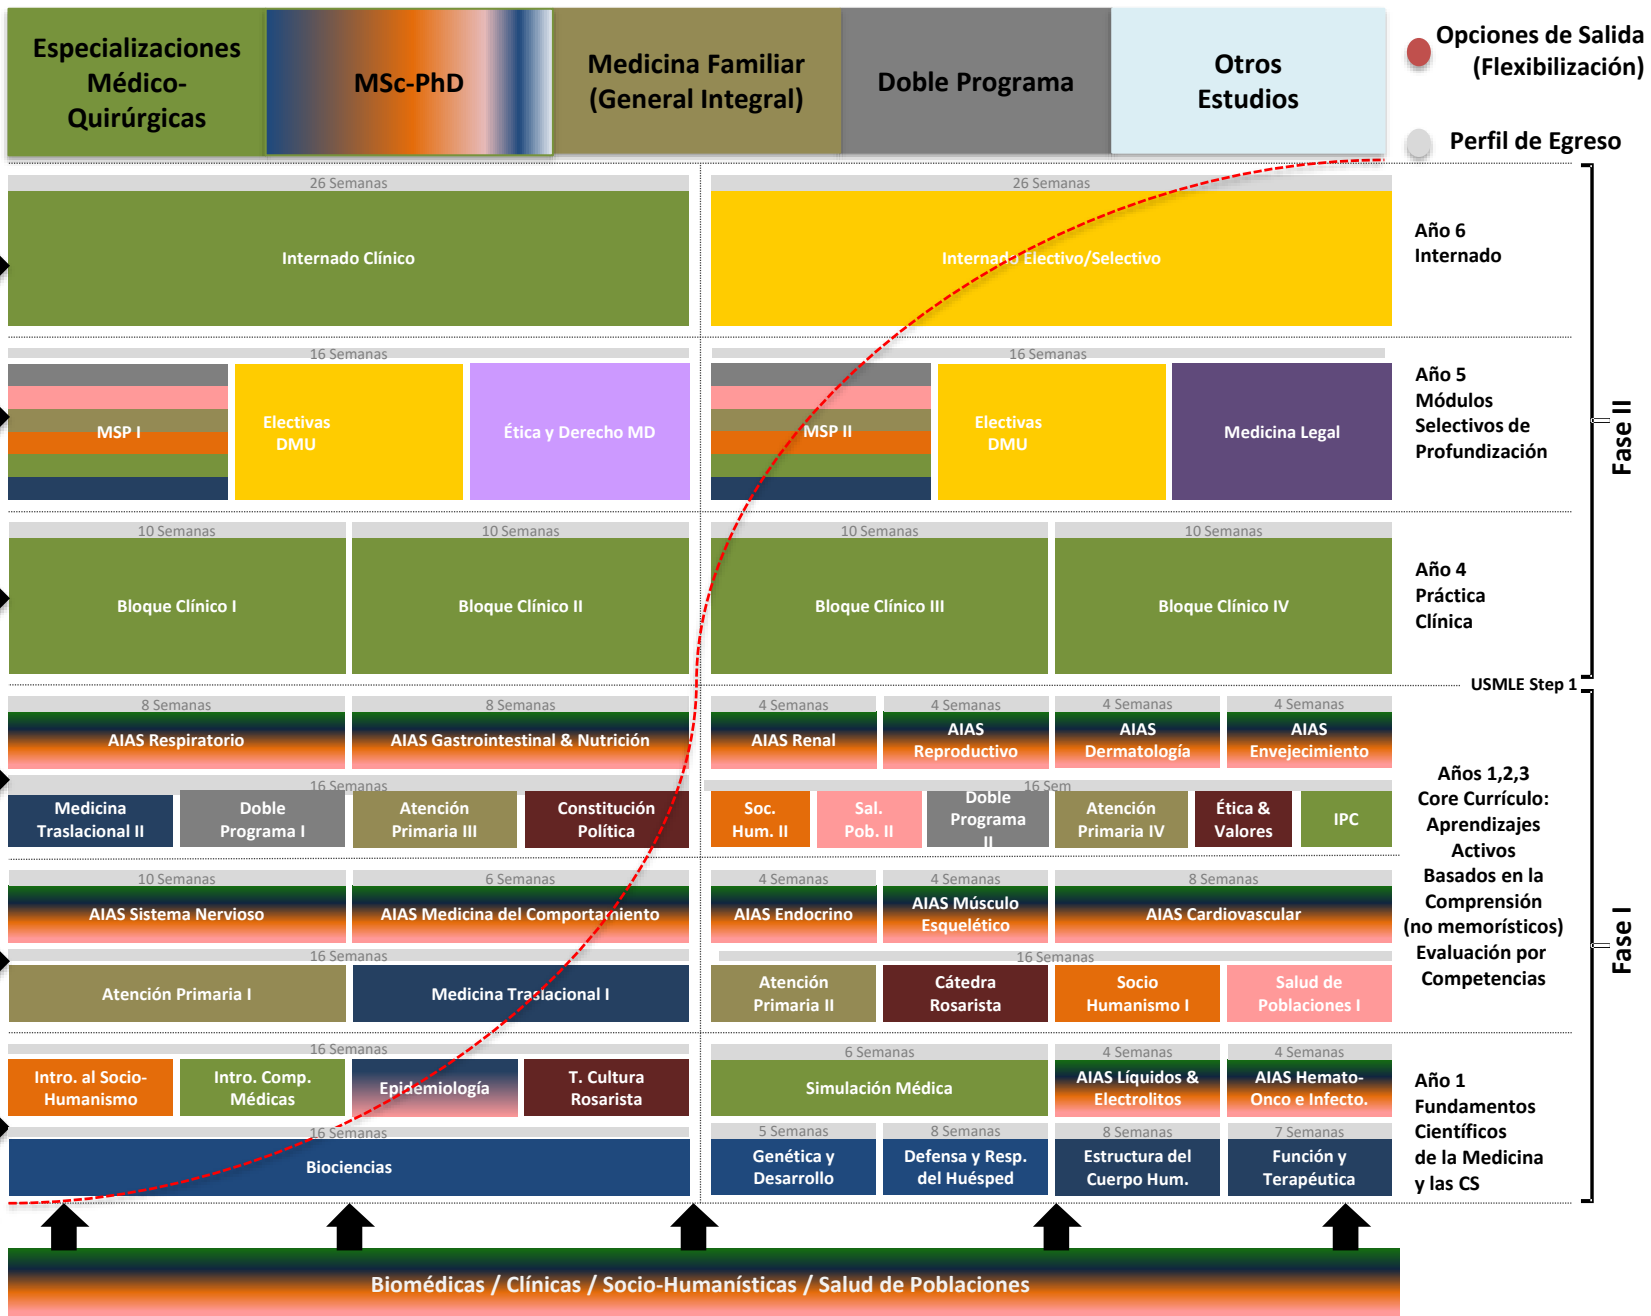 Especializaciones
Médico-
Quirúrgicas
MSc-PhD
Medicina Familiar
(General Integral)
Doble Programa
Otros
Estudios
Opciones de Salida
(Flexibilización)
Perfil de Egreso
26 Semanas
26 Semanas
Internado Clínico
Internado Electivo/Selectivo
Año 6
Internado
16 Semanas
16 Semanas
MSP I
Electivas
DMU
Ética y Derecho MD
MSP II
Electivas
DMU
Medicina Legal
Año 5
Módulos
Selectivos de
Profundización
Fase II
10 Semanas
10 Semanas
10 Semanas
10 Semanas
Bloque Clínico I
Bloque Clínico II
Bloque Clínico III
Bloque Clínico IV
Año 4
Práctica
Clínica
USMLE Step 1
8 Semanas
8 Semanas
4 Semanas
4 Semanas
4 Semanas
4 Semanas
AIAS Respiratorio
AIAS Gastrointestinal & Nutrición
AIAS Renal
AIAS
Reproductivo
AIAS
Dermatología
AIAS
Envejecimiento
16 Semanas
16 Sem
Medicina
Traslacional II
Doble
Programa I
Atención
Primaria III
Constitución
Política
Soc.
Hum. II
Sal.
Pob. II
Doble
Programa
II
Atención
Primaria IV
Ética &
Valores
IPC
Años 1,2,3
Core Currículo:
Aprendizajes
Activos
Basados en la
Comprensión
(no memorísticos)
Evaluación por
Competencias
Fase I
10 Semanas
6 Semanas
4 Semanas
4 Semanas
8 Semanas
AIAS Sistema Nervioso
AIAS Medicina del Comportamiento
AIAS Endocrino
AIAS Músculo
Esquelético
AIAS Cardiovascular
16 Semanas
16 Semanas
Atención Primaria I
Medicina Traslacional I
Atención
Primaria II
Cátedra
Rosarista
Socio
Humanismo I
Salud de
Poblaciones I
16 Semanas
6 Semanas
4 Semanas
4 Semanas
Intro. al Socio-
Humanismo
Intro. Comp.
Médicas
Epidemiología
T. Cultura
Rosarista
Simulación Médica
AIAS Líquidos &
Electrolitos
AIAS Hemato-
Onco e Infecto.
Año 1
Fundamentos
Científicos
de la Medicina
y las CS
16 Semanas
5 Semanas
8 Semanas
8 Semanas
7 Semanas
Biociencias
Genética y
Desarrollo
Defensa y Resp.
del Huésped
Estructura del
Cuerpo Hum.
Función y
Terapéutica
Biomédicas / Clínicas / Socio-Humanísticas / Salud de Poblaciones